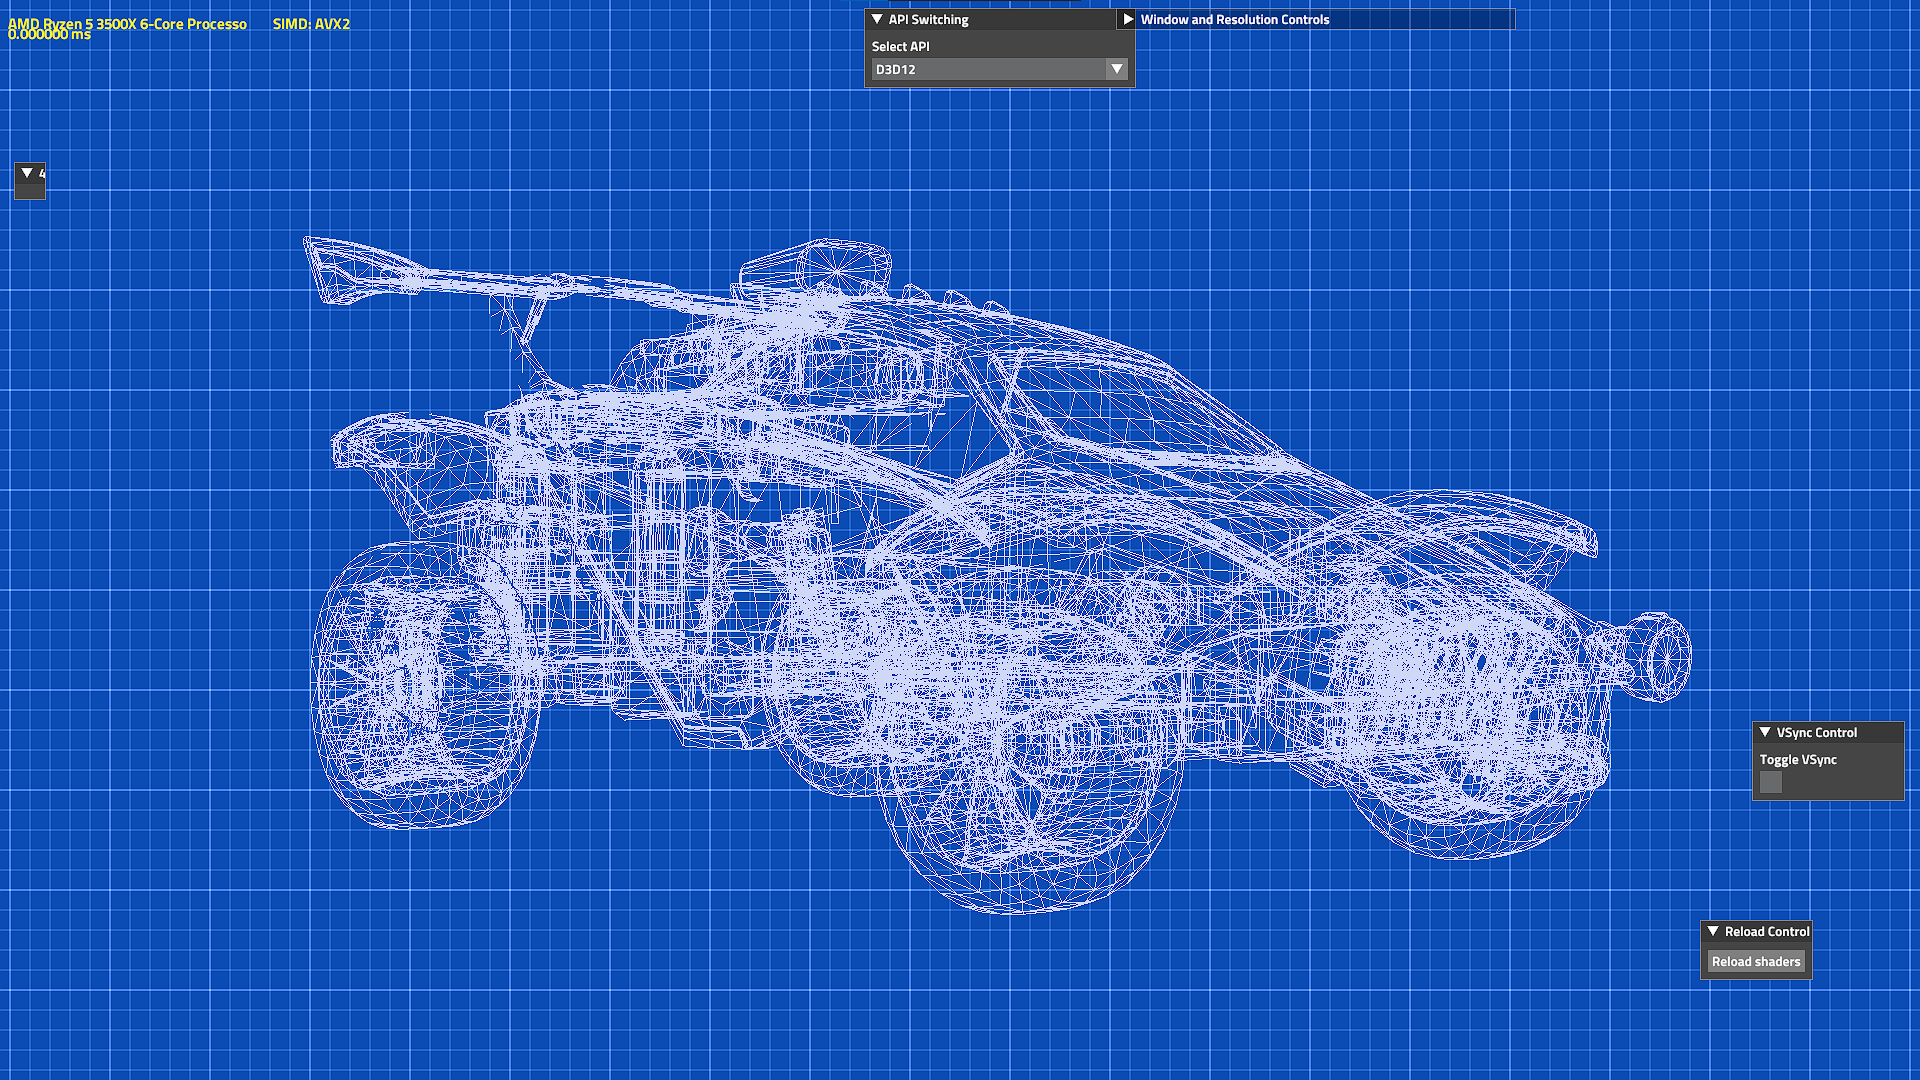 AMD Ryzen 5 3500X 6-Core Processo SIMD: AVX2
0.000000 ms
API Switching
Window and Resolution Controls
Select API
D3D12
4
VSync Control
Toggle VSync
Reload Control
Reload shaders